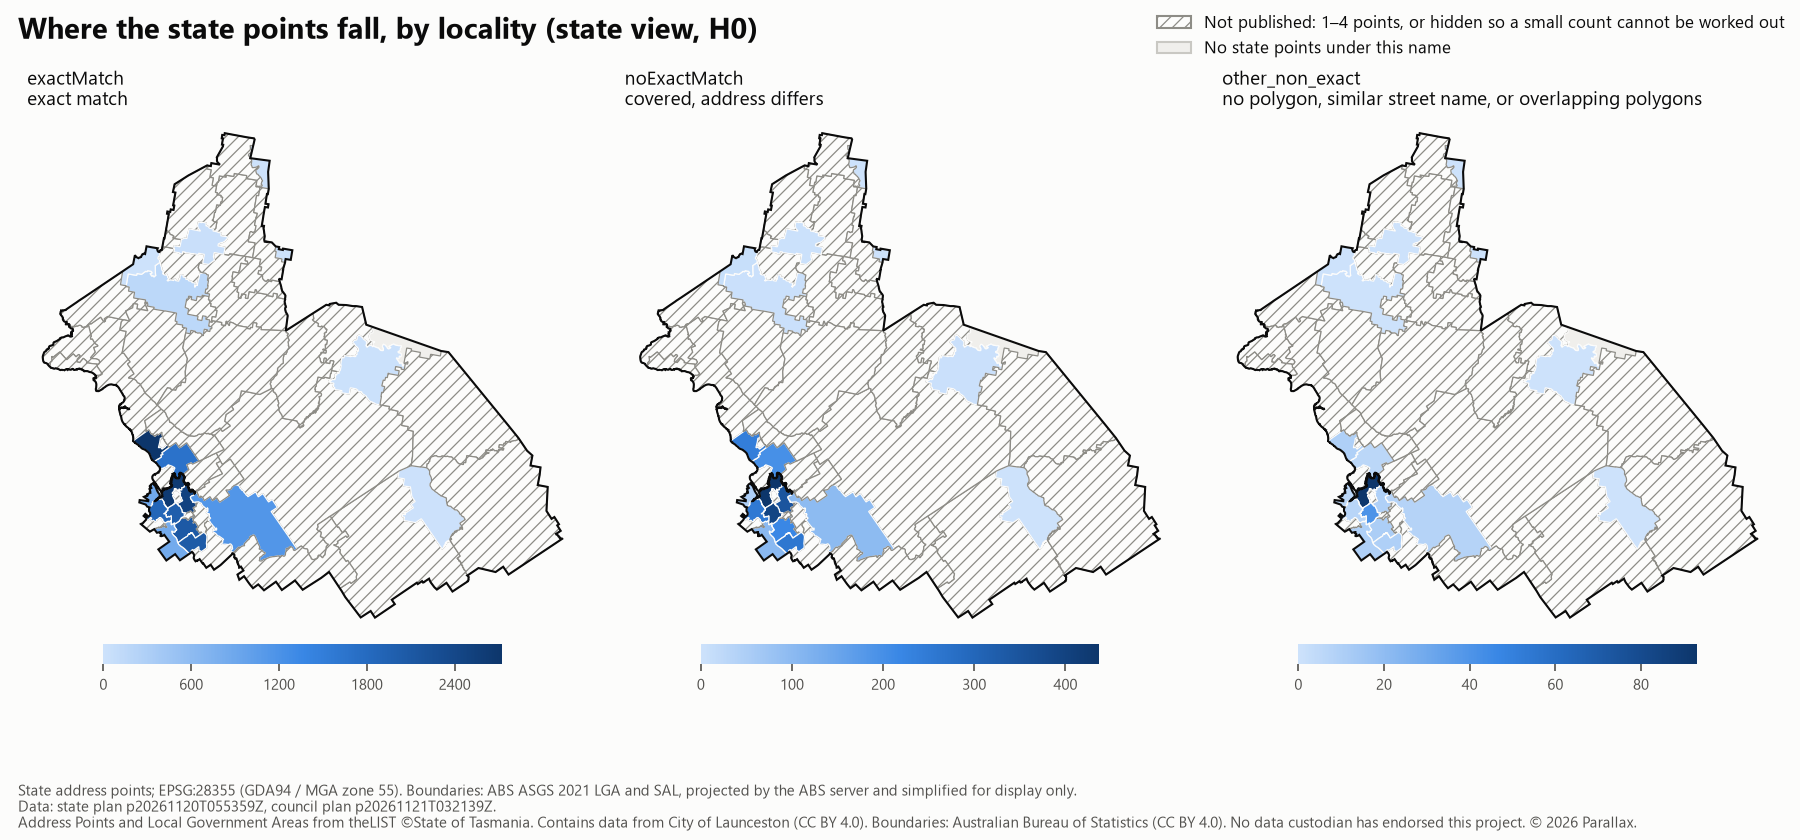 Where the state points fall, by locality (state view, H0)
Not published: 1–4 points, or hidden so a small count cannot be worked out
No state points under this name
exactMatch
exact match
noExactMatch
covered, address differs
other_non_exact
no polygon, similar street name, or overlapping polygons
0 600 1200 1800 2400
0 100 200 300 400
0 20 40 60 80
State address points; EPSG:28355 (GDA94 / MGA zone 55). Boundaries: ABS ASGS 2021 LGA and SAL, projected by the ABS server and simplified for display only.
Data: state plan p20261120T055359Z, council plan p20261121T032139Z.
Address Points and Local Government Areas from theLIST ©State of Tasmania. Contains data from City of Launceston (CC BY 4.0). Boundaries: Australian Bureau of Statistics (CC BY 4.0). No data custodian has endorsed this project. © 2026 Parallax.